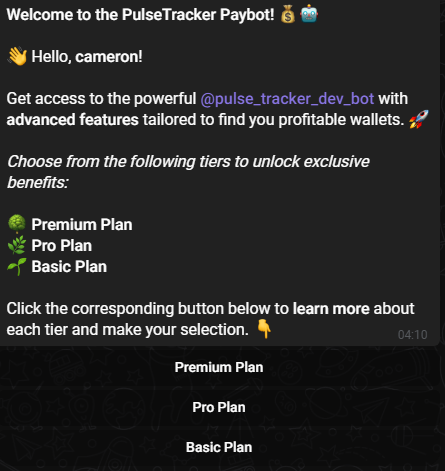 Welcome to the PulseTracker Paybot! 💰🤖
👋 Hello, cameron!
Get access to the powerful @pulse_tracker_dev_bot with
advanced features tailored to find you profitable wallets. 🚀
Choose from the following tiers to unlock exclusive
benefits:
🌳 Premium Plan
🌿 Pro Plan
🌱 Basic Plan
Click the corresponding button below to learn more about
each tier and make your selection. 👇
04:10
Premium Plan
Pro Plan
Basic Plan